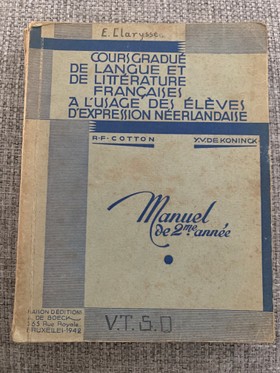 E. Clarysse
COURS GRADUÉ
DE LANGUE ET
DE LITTÉRATURE
FRANÇAISES
A L'USAGE DES ÉLÈVES
D'EXPRESSION NÉERLANDAISE
A·F·COTTON Y.V.DE.KONINCK
Manuel
de 2me année
MAISON D'ÉDITION
DE BOECK
265 Rue Royale
BRUXELLES-1942
V.T.S.O